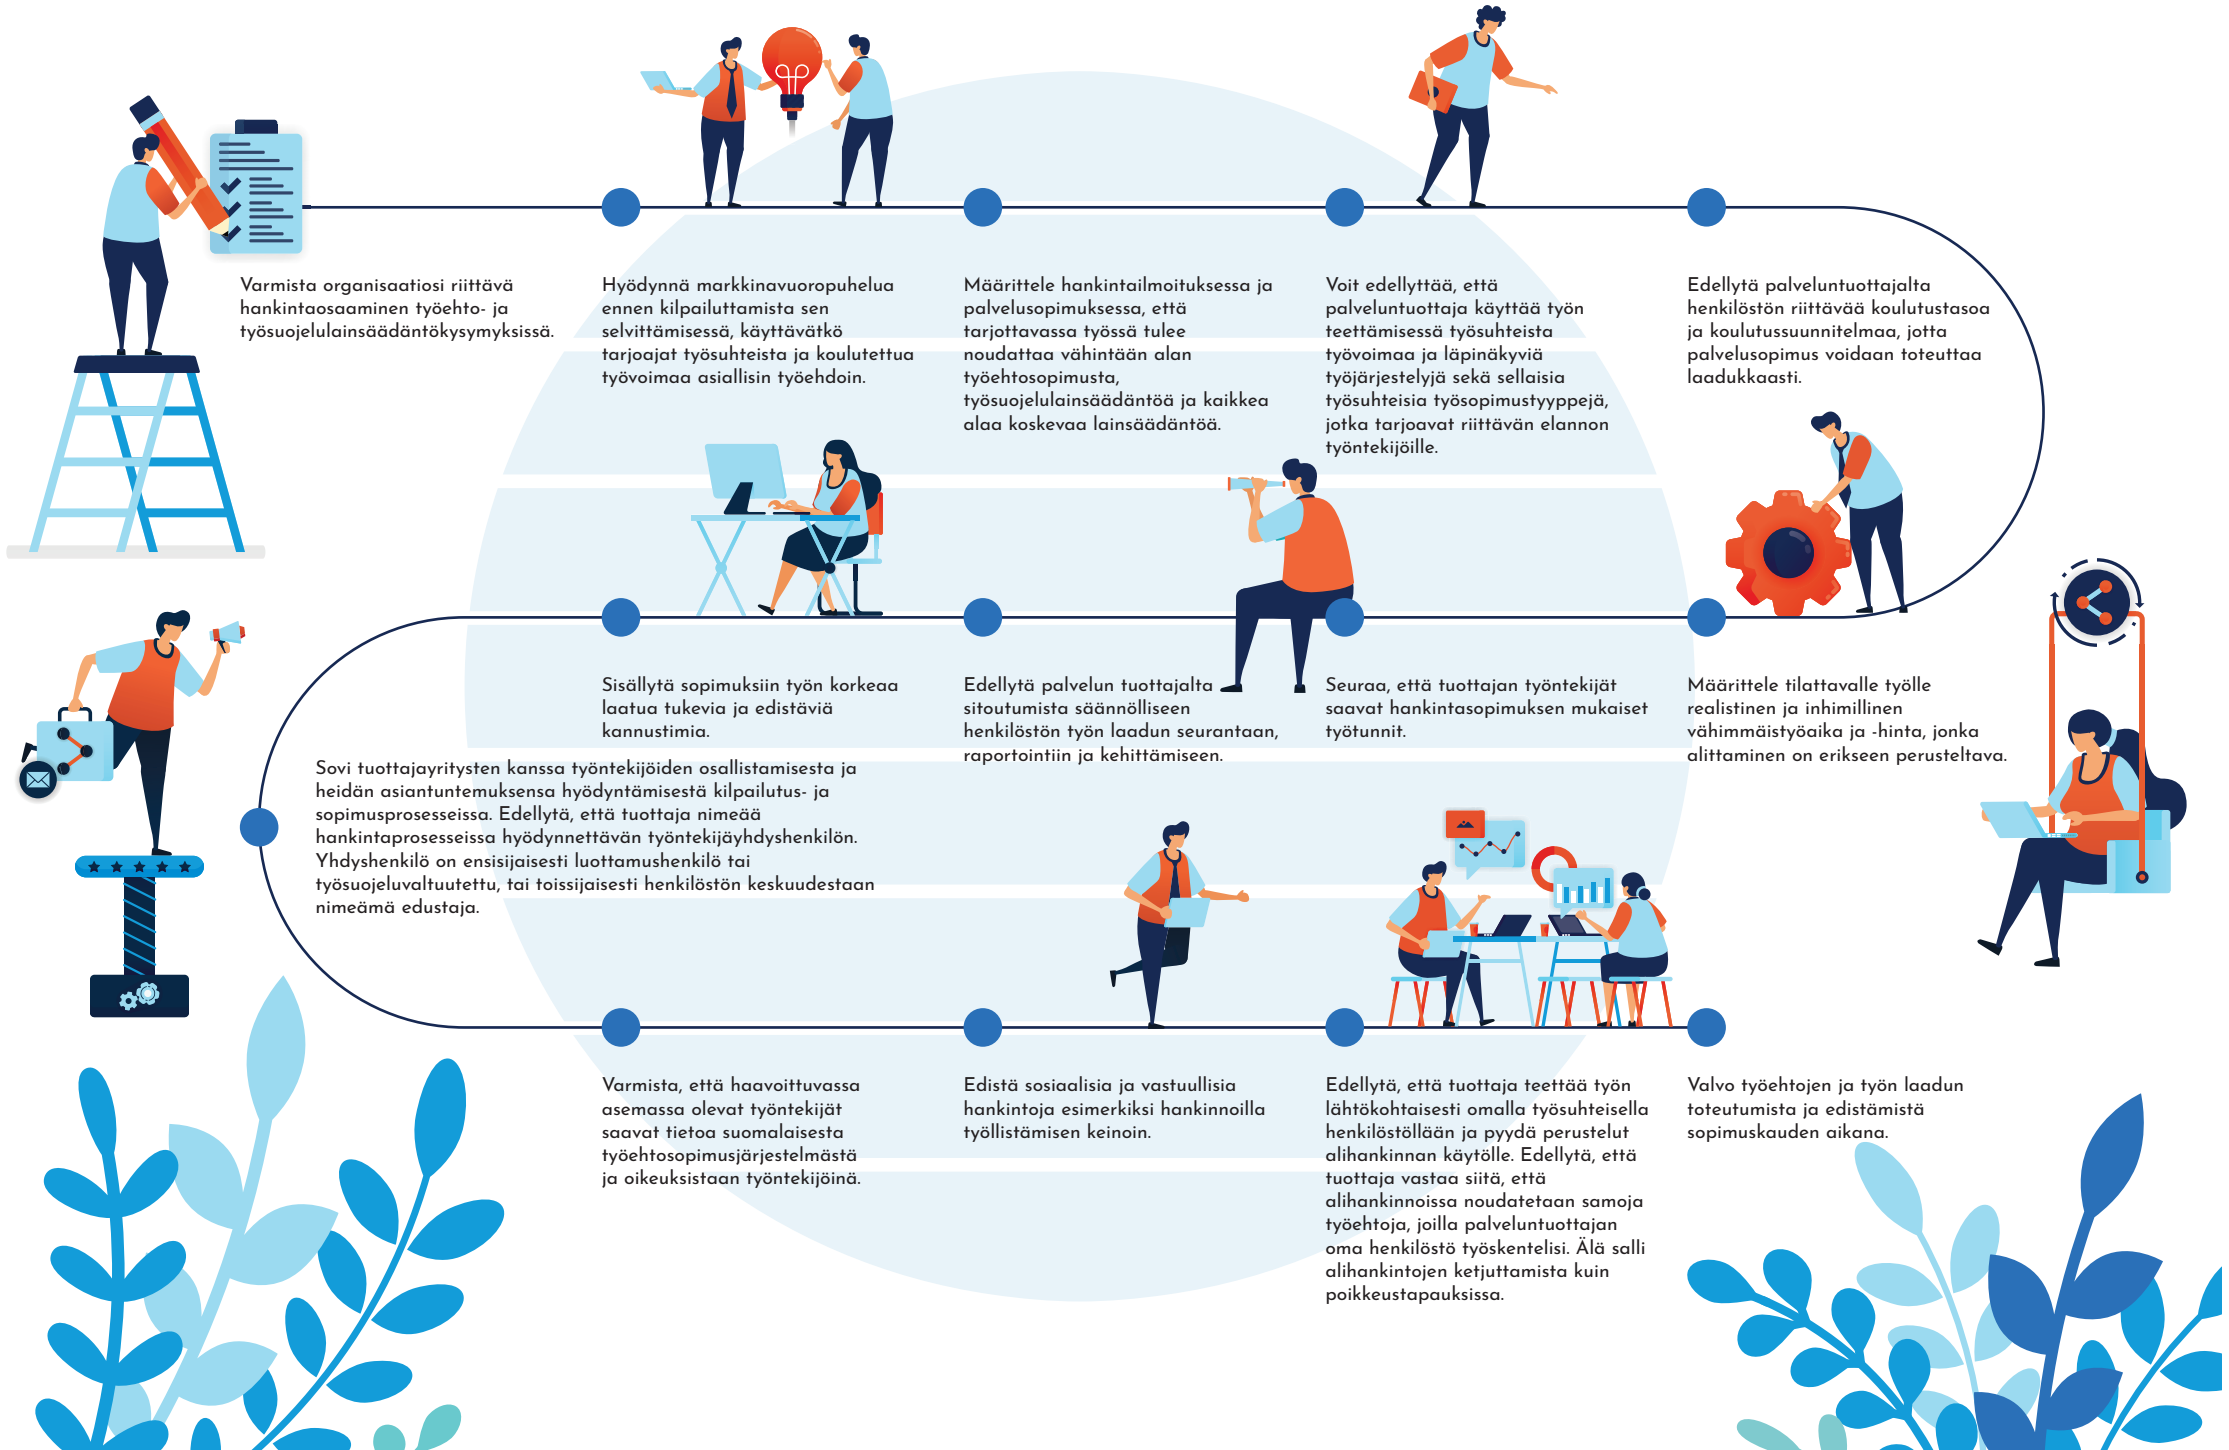 Varmista organisaatiosi riittävä
hankintaosaaminen työehto- ja
työsuojelulainsäädäntökysymyksissä.
Hyödynnä markkinavuoropuhelua
ennen kilpailuttamista sen
selvittämisessä, käyttävätkö
tarjoajat työsuhteista ja koulutettua
työvoimaa asiallisin työehdoin.
Määrittele hankintailmoituksessa ja
palvelusopimuksessa, että
tarjottavassa työssä tulee
noudattaa vähintään alan
työehtosopimusta,
työsuojelulainsäädäntöä ja kaikkea
alaa koskevaa lainsäädäntöä.
Voit edellyttää, että
palveluntuottaja käyttää työn
teettämisessä työsuhteista
työvoimaa ja läpinäkyviä
työjärjestelyjä sekä sellaisia
työsuhteisia työsopimustyyppejä,
jotka tarjoavat riittävän elannon
työntekijöille.
Edellytä palveluntuottajalta
henkilöstön riittävää koulutustasoa
ja koulutussuunnitelmaa, jotta
palvelusopimus voidaan toteuttaa
laadukkaasti.
Määrittele tilattavalle työlle
realistinen ja inhimillinen
vähimmäistyöaika ja -hinta, jonka
alittaminen on erikseen perusteltava.
Seuraa, että tuottajan työntekijät
saavat hankintasopimuksen mukaiset
työtunnit.
Edellytä palvelun tuottajalta
sitoutumista säännölliseen
henkilöstön työn laadun seurantaan,
raportointiin ja kehittämiseen.
Sisällytä sopimuksiin työn korkeaa
laatua tukevia ja edistäviä
kannustimia.
Sovi tuottajayritysten kanssa työntekijöiden osallistamisesta ja
heidän asiantuntemuksensa hyödyntämisestä kilpailutus- ja
sopimusprosesseissa. Edellytä, että tuottaja nimeää
hankintaprosesseissa hyödynnettävän työntekijäyhdyshenkilön.
Yhdyshenkilö on ensisijaisesti luottamushenkilö tai
työsuojeluvaltuutettu, tai toissijaisesti henkilöstön keskuudestaan
nimeämä edustaja.
Varmista, että haavoittuvassa
asemassa olevat työntekijät
saavat tietoa suomalaisesta
työehtosopimusjärjestelmästä
ja oikeuksistaan työntekijöinä.
Edistä sosiaalisia ja vastuullisia
hankintoja esimerkiksi hankinnoilla
työllistämisen keinoin.
Edellytä, että tuottaja teettää työn
lähtökohtaisesti omalla työsuhteisella
henkilöstöllään ja pyydä perustelut
alihankinnan käytölle. Edellytä, että
tuottaja vastaa siitä, että
alihankinnoissa noudatetaan samoja
työehtoja, joilla palveluntuottajan
oma henkilöstö työskentelisi. Älä salli
alihankintojen ketjuttamista kuin
poikkeustapauksissa.
Valvo työehtojen ja työn laadun
toteutumista ja edistämistä
sopimuskauden aikana.